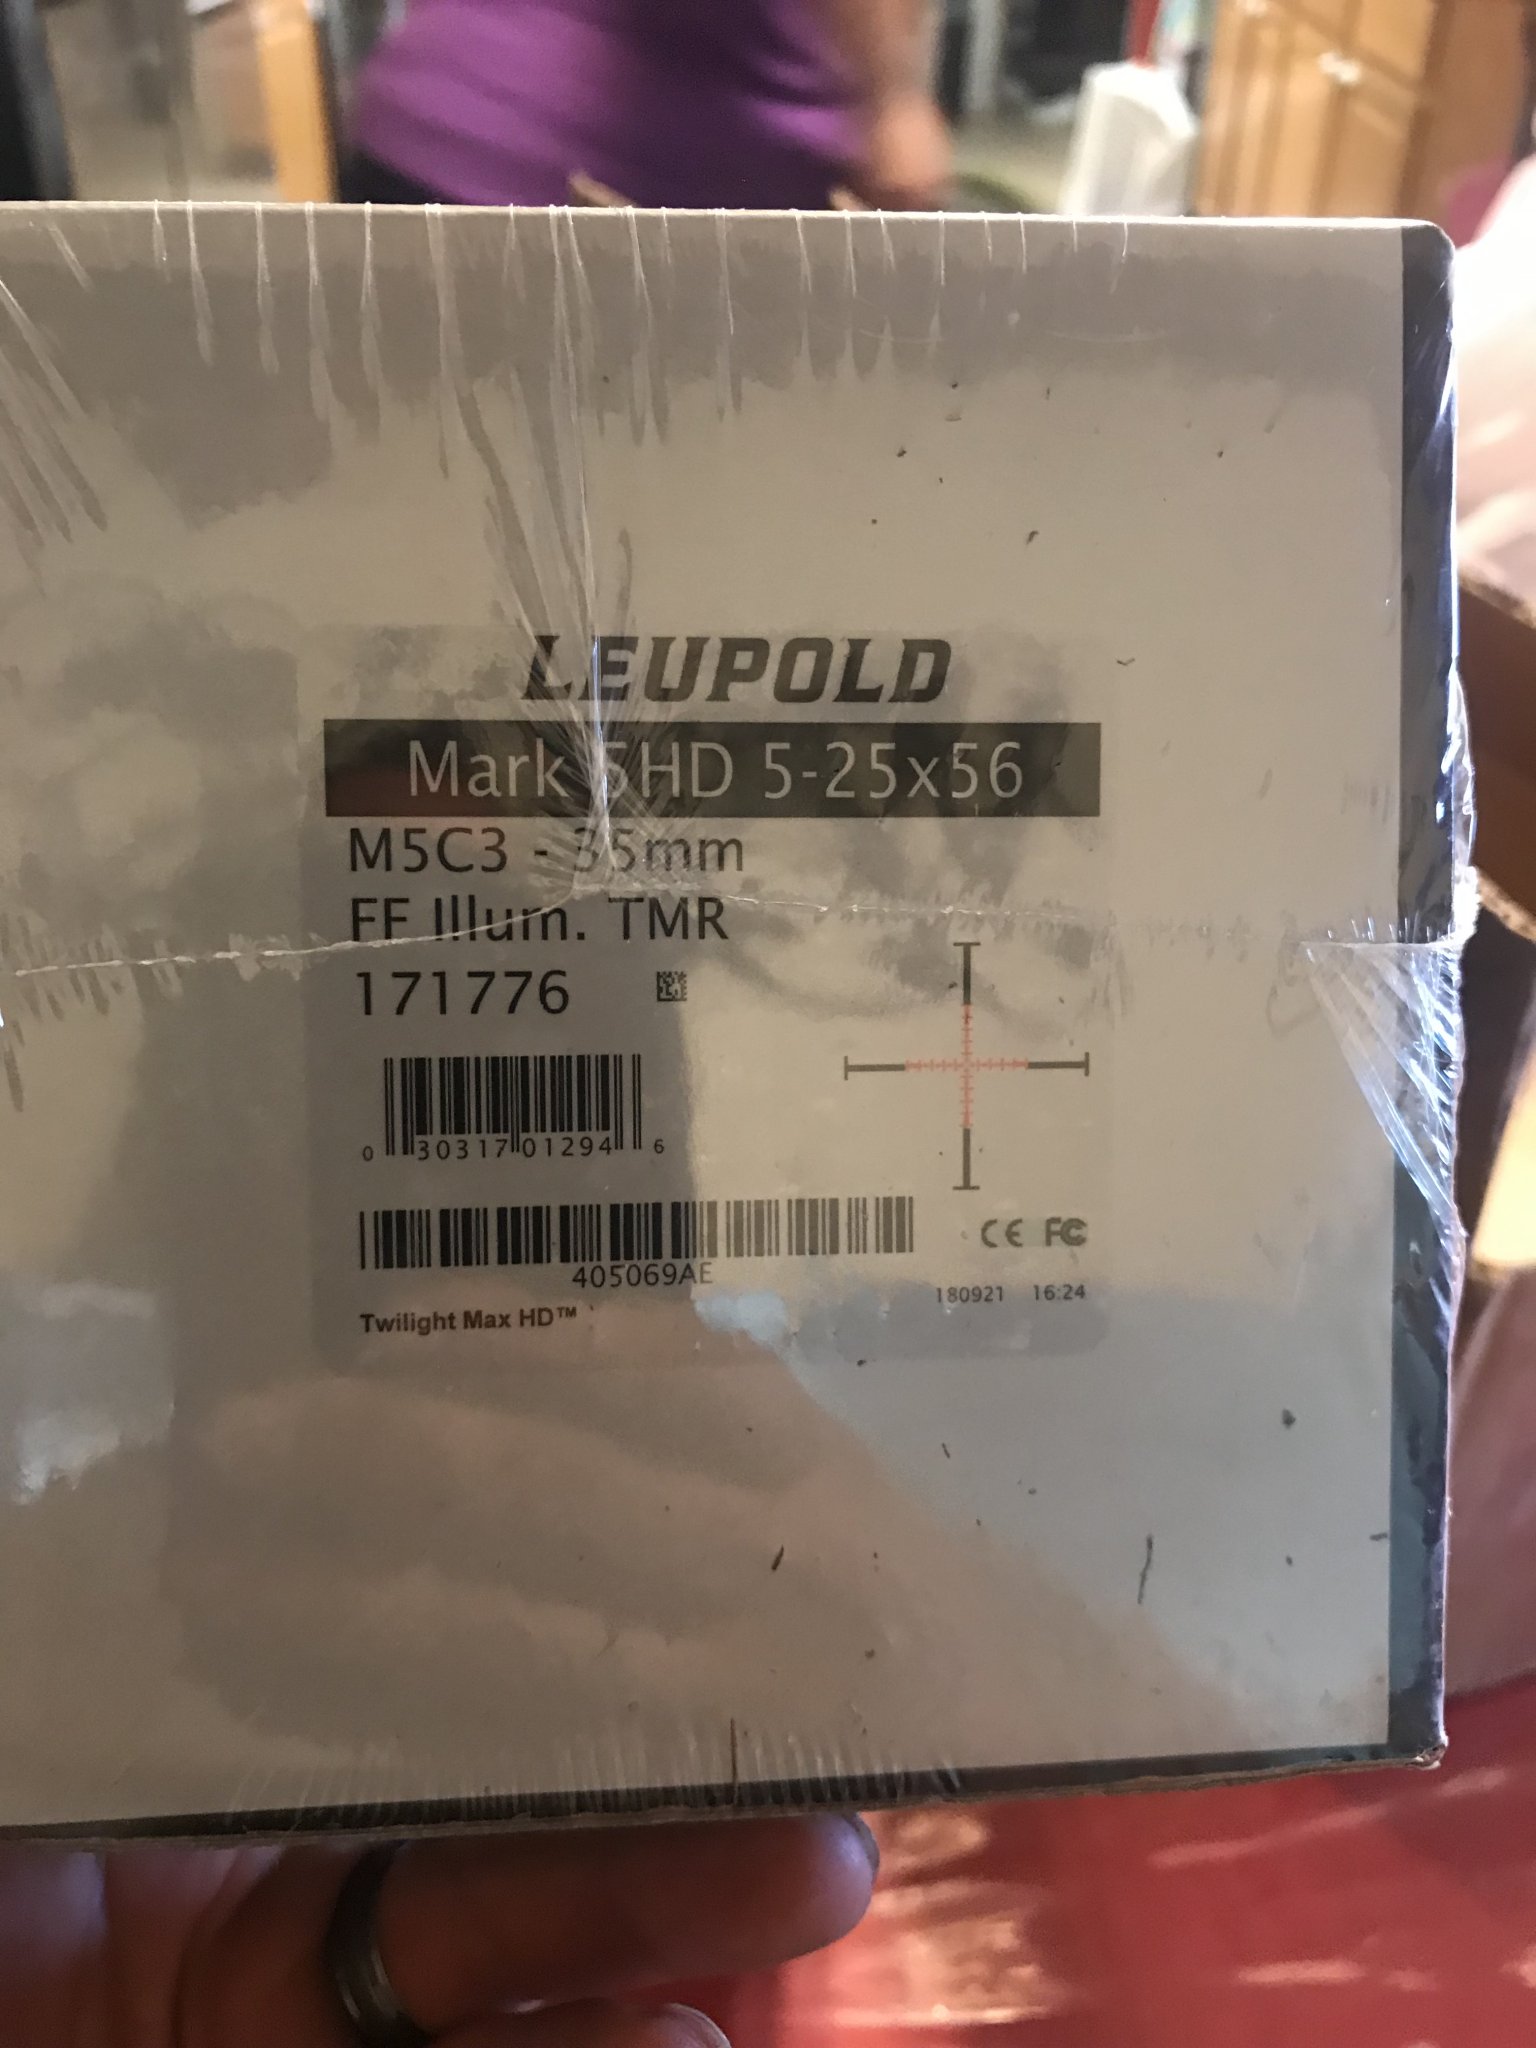 LEUPOLD
Mark 5HD 5-25x56
M5C3 - 35mm
FF Illum. TMR
171776
0 30317 01294 6
405069AE
CE FC
180921 16:24
Twilight Max HD™